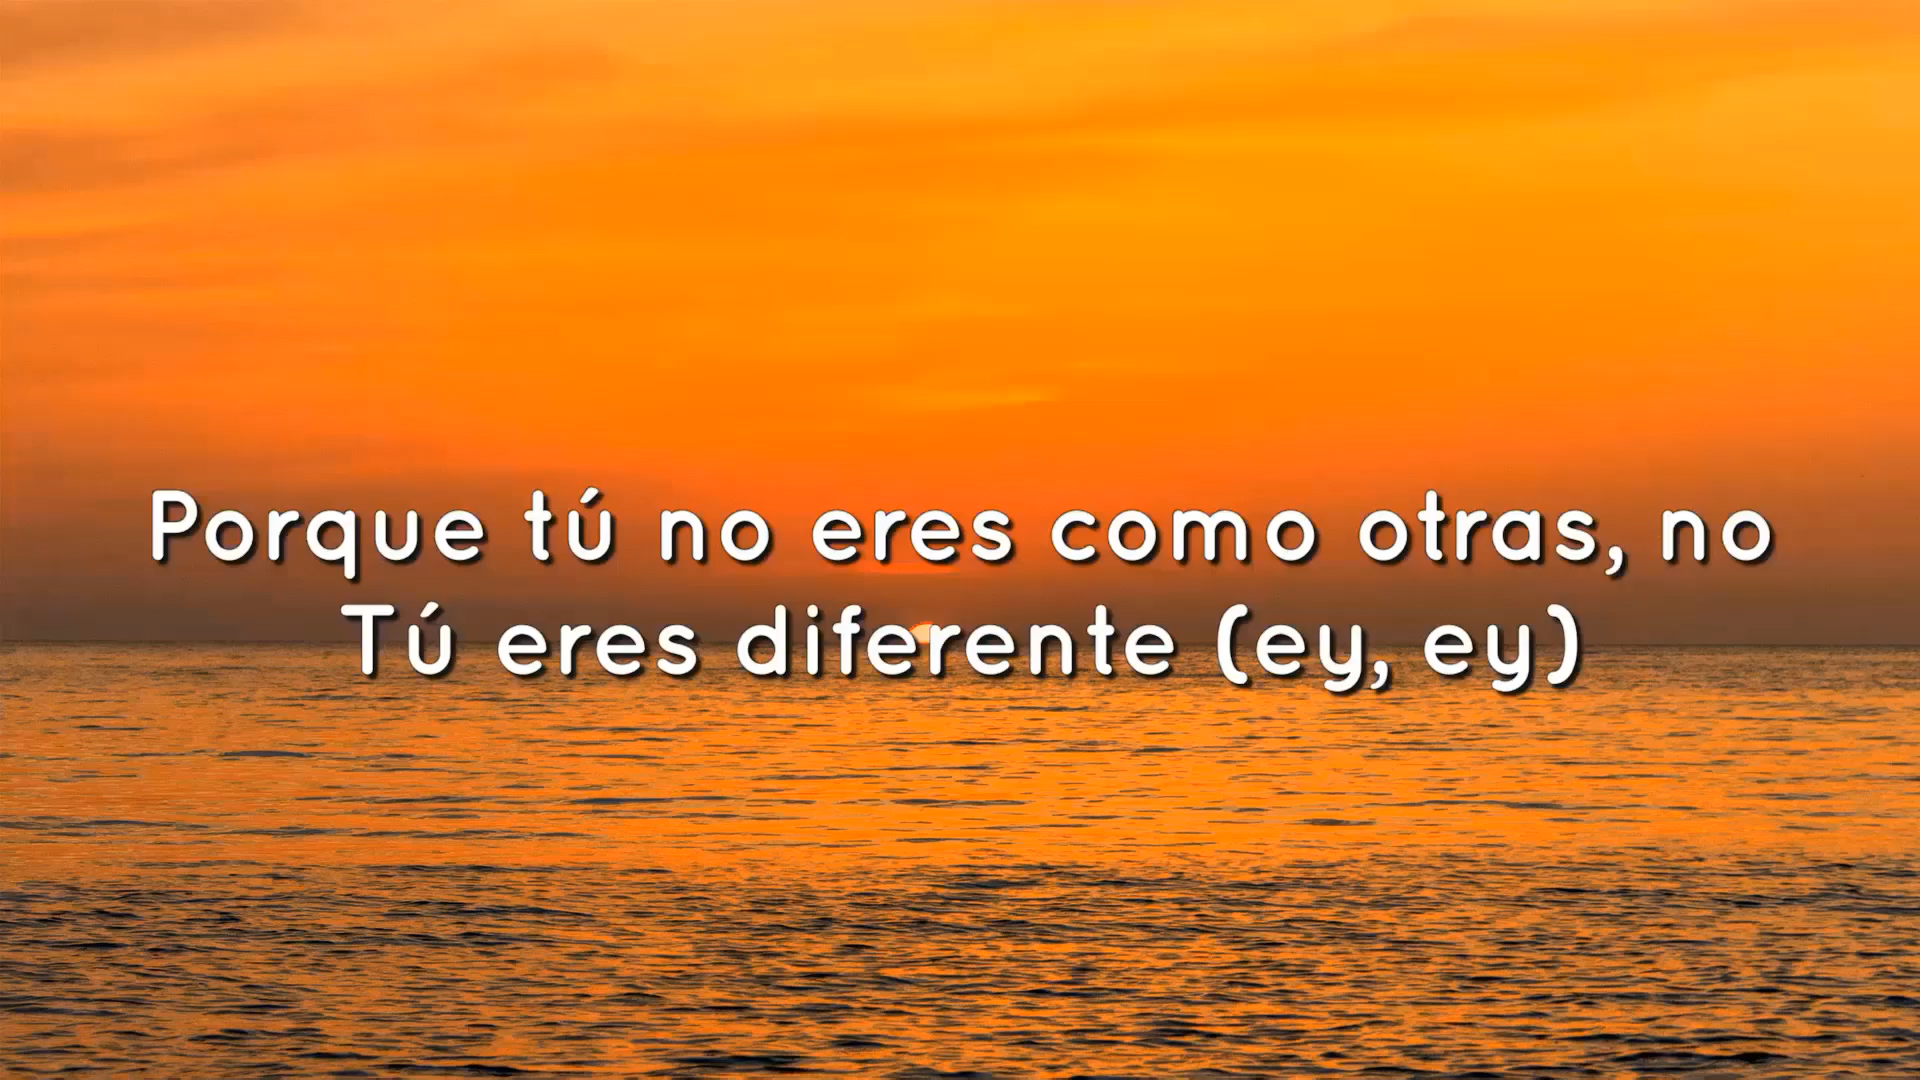 Porque tú no eres como otras, no
Tú eres diferente (ey, ey)